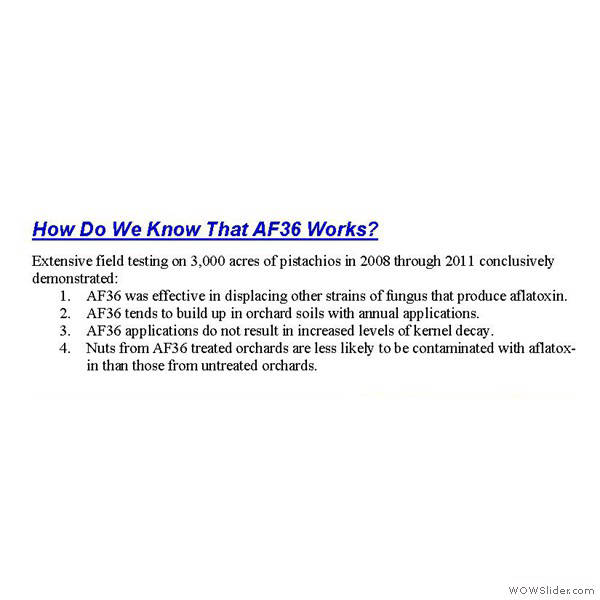 How Do We Know That AF36 Works?
Extensive field testing on 3,000 acres of pistachios in 2008 through 2011 conclusively
demonstrated:
1. AF36 was effective in displacing other strains of fungus that produce aflatoxin.
2. AF36 tends to build up in orchard soils with annual applications.
3. AF36 applications do not result in increased levels of kernel decay.
4. Nuts from AF36 treated orchards are less likely to be contaminated with aflatox-
in than those from untreated orchards.
WOWSlider.com